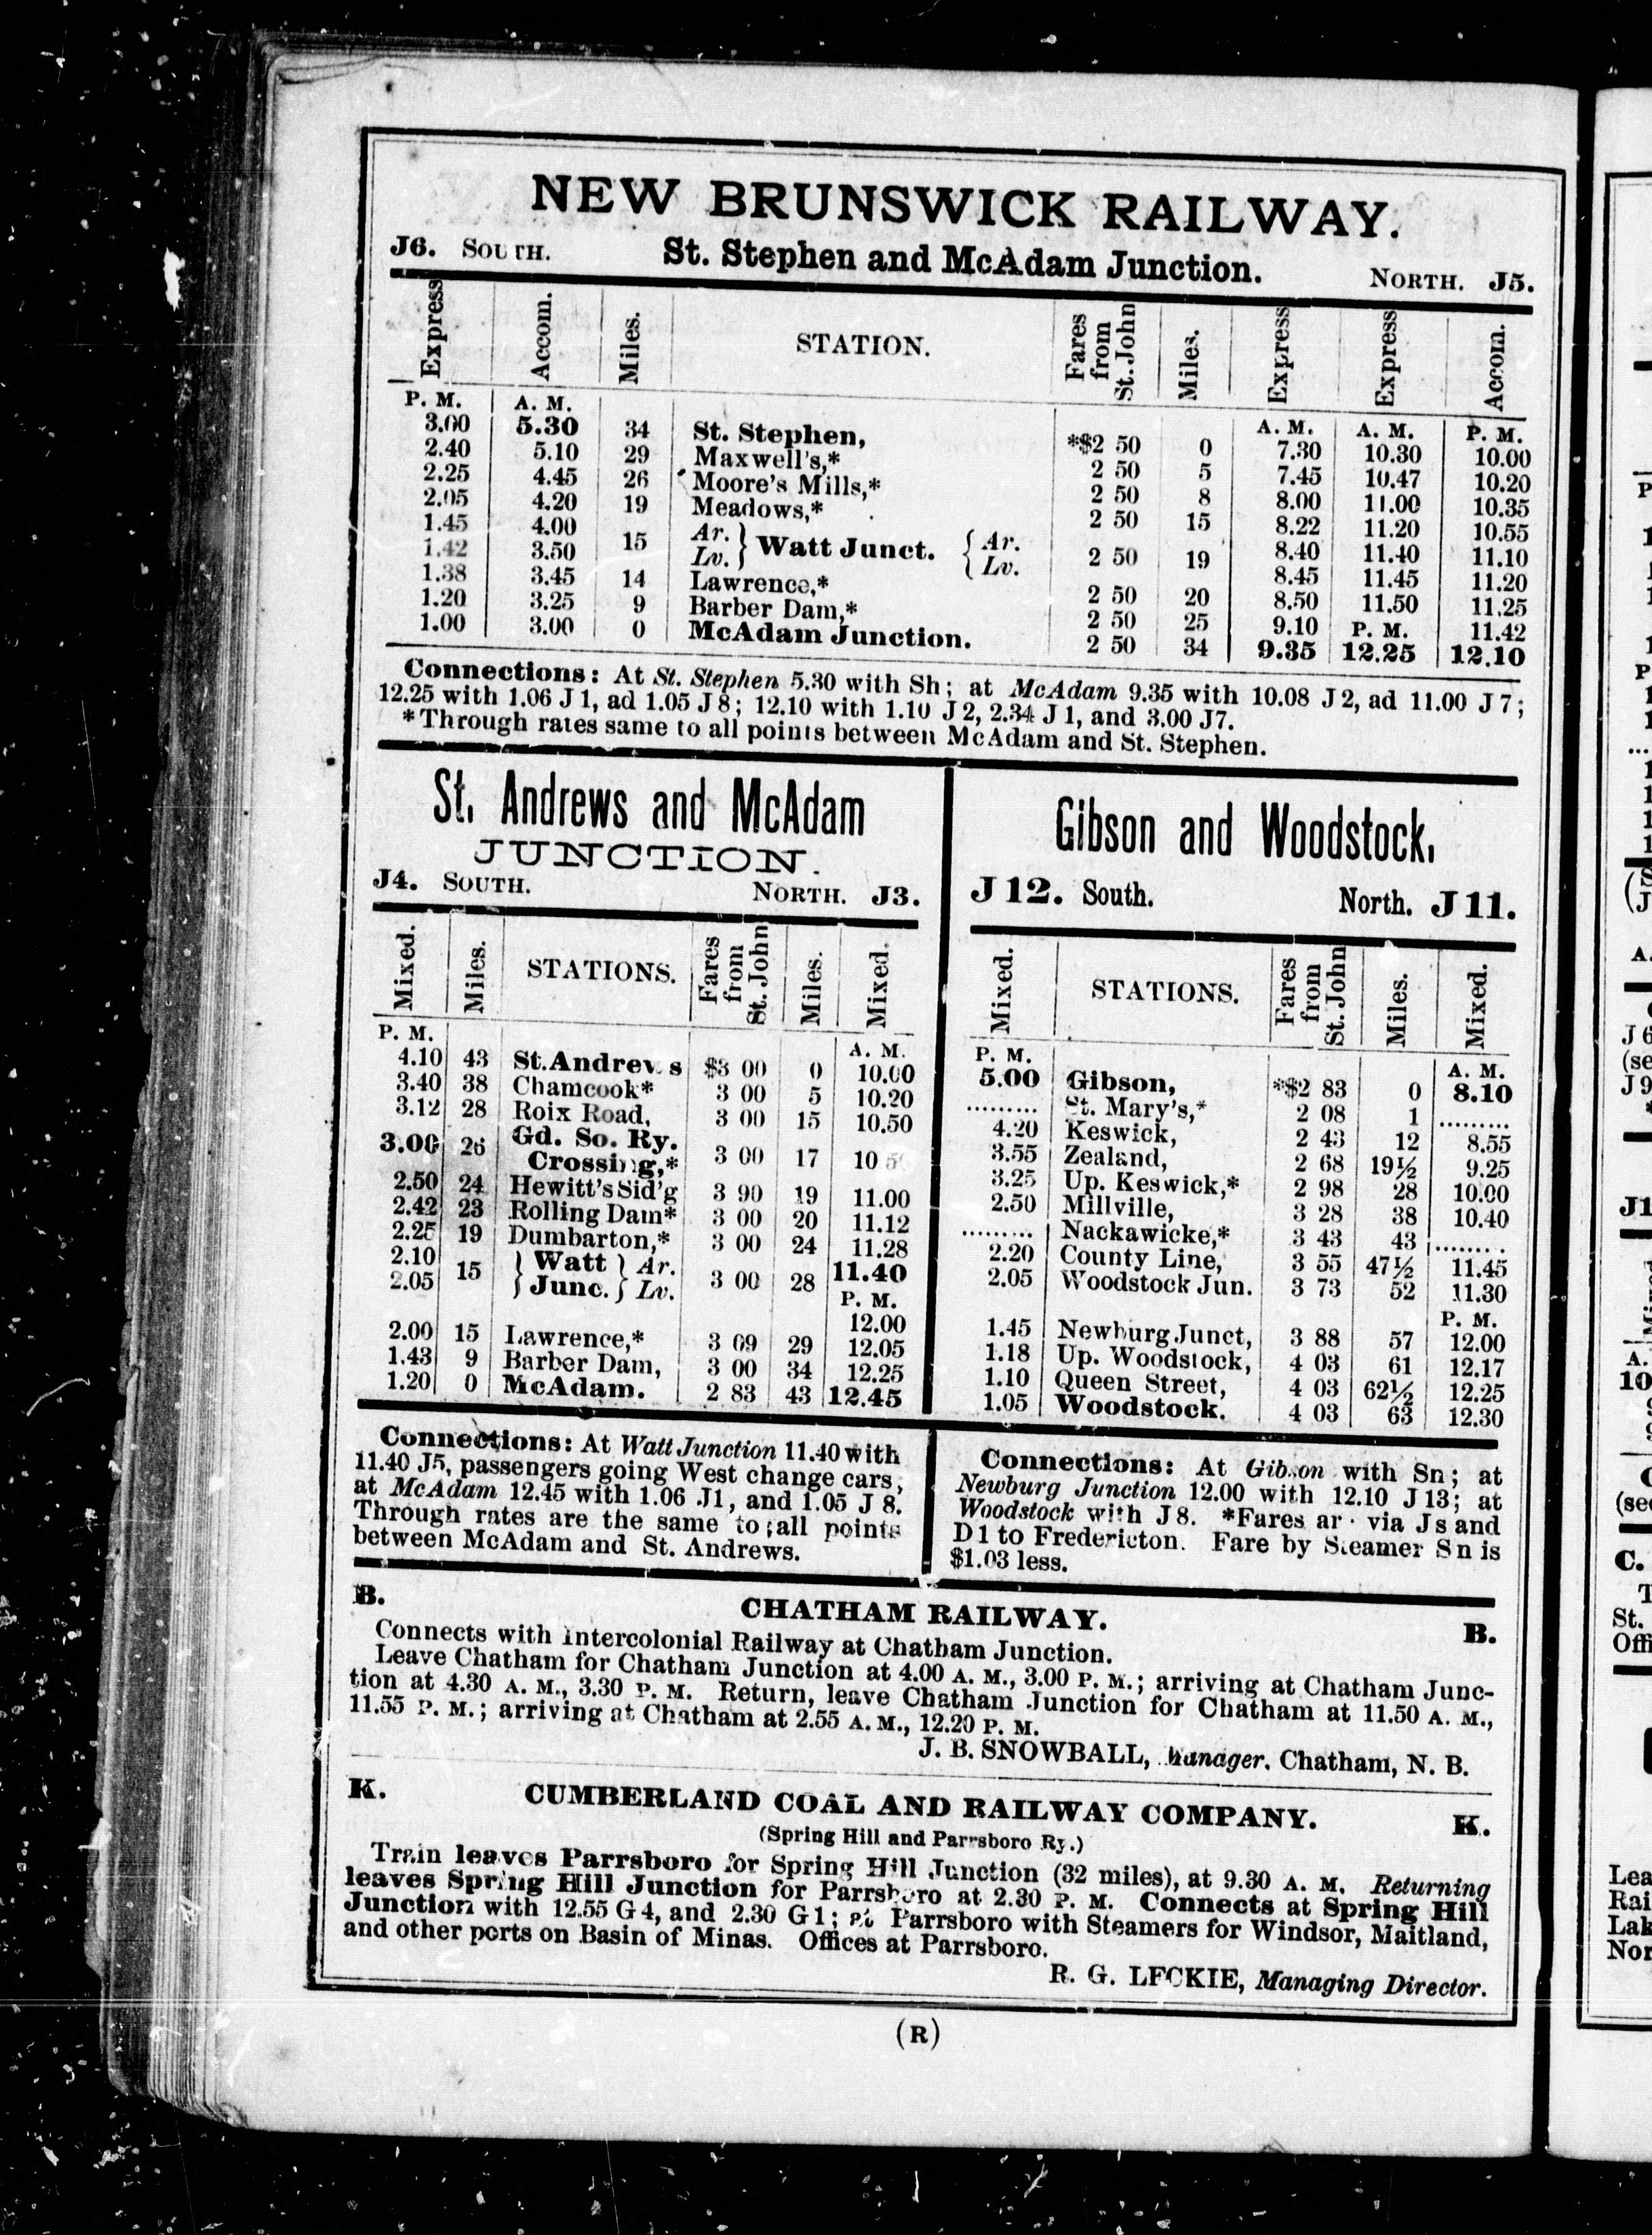 NEW BRUNSWICK RAILWAY.
J6. SOUTH. St. Stephen and McAdam Junction. NORTH. J5.
Express Accom. Miles. STATION. Fares from St. John Miles. Express Express Accom.
P. M. A. M. A. M. A. M. P. M.
3.00 5.30 34 St. Stephen, *$2 50 0 7.30 10.30 10.00
2.40 5.10 29 Maxwell's,* 2 50 5 7.45 10.47 10.20
2.25 4.45 26 Moore's Mills,* 2 50 8 8.00 11.00 10.35
2.05 4.20 19 Meadows,* 2 50 15 8.22 11.20 10.55
1.45 4.00 15 Ar. } Watt Junct. { Ar. 2 50 19 8.40 11.40 11.10
1.42 3.50 Lv. } { Lv. 8.45 11.45 11.20
1.38 3.45 14 Lawrence,* 2 50 20 8.50 11.50 11.25
1.20 3.25 9 Barber Dam,* 2 50 25 9.10 P. M. 11.42
1.00 3.00 0 McAdam Junction. 2 50 34 9.35 12.25 12.10
Connections: At St. Stephen 5.30 with Sh; at McAdam 9.35 with 10.08 J 2, ad 11.00 J 7;
12.25 with 1.06 J 1, ad 1.05 J 8; 12.10 with 1.10 J 2, 2.34 J 1, and 3.00 J7.
*Through rates same to all points between McAdam and St. Stephen.
St. Andrews and McAdam
JUNCTION.
J4. SOUTH. NORTH. J3.
Mixed. Miles. STATIONS. Fares from St. John Miles. Mixed.
P. M. A. M.
4.10 43 St. Andrews $3 00 0 10.00
3.40 38 Chamcook* 3 00 5 10.20
3.12 28 Roix Road, 3 00 15 10.50
3.00 26 Gd. So. Ry.
Crossing,* 3 00 17 10
2.50 24 Hewitt's Sid'g 3 90 19 11.00
2.42 23 Rolling Dam* 3 00 20 11.12
2.25 19 Dumbarton,* 3 00 24 11.28
2.10 15 } Watt } Ar. 3 00 28 11.40
2.05 } Junc. } Lv. P. M.
12.00
2.00 15 Lawrence,* 3 09 29 12.05
1.43 9 Barber Dam, 3 00 34 12.25
1.20 0 McAdam. 2 83 43 12.45
Connections: At Watt Junction 11.40 with
11.40 J5, passengers going West change cars,
at McAdam 12.45 with 1.06 J1, and 1.05 J 8.
Through rates are the same to all points
between McAdam and St. Andrews.
Gibson and Woodstock.
J 12. South. North. J 11.
Mixed. STATIONS. Fares from St. John Miles. Mixed.
P. M. A. M.
5.00 Gibson, *$2 83 0 8.10
......... St. Mary's,* 2 08 1 .........
4.20 Keswick, 2 43 12 8.55
3.55 Zealand, 2 68 19½ 9.25
3.25 Up. Keswick,* 2 98 28 10.00
2.50 Millville, 3 28 38 10.40
......... Nackawicke,* 3 43 43 .........
2.20 County Line, 3 55 47½ 11.45
2.05 Woodstock Jun. 3 73 52 11.30
P. M.
1.45 Newburg Junct, 3 88 57 12.00
1.18 Up. Woodstock, 4 03 61 12.17
1.10 Queen Street, 4 03 62½ 12.25
1.05 Woodstock. 4 03 63 12.30
Connections: At Gibson with Sn; at
Newburg Junction 12.00 with 12.10 J 13; at
Woodstock with J 8. *Fares ar via Js and
D 1 to Fredericton. Fare by Steamer S n is
$1.03 less.
B. CHATHAM RAILWAY. B.
Connects with Intercolonial Railway at Chatham Junction.
Leave Chatham for Chatham Junction at 4.00 A. M., 3.00 P. M.; arriving at Chatham Junc-
tion at 4.30 A. M., 3.30 P. M. Return, leave Chatham Junction for Chatham at 11.50 A. M.,
11.55 P. M.; arriving at Chatham at 2.55 A. M., 12.20 P. M.
J. B. SNOWBALL, Manager, Chatham, N. B.
K. CUMBERLAND COAL AND RAILWAY COMPANY. K.
(Spring Hill and Parrsboro Ry.)
Train leaves Parrsboro for Spring Hill Junction (32 miles), at 9.30 A. M. Returning
leaves Spring Hill Junction for Parrsboro at 2.30 P. M. Connects at Spring Hill
Junction with 12.55 G 4, and 2.30 G 1; at Parrsboro with Steamers for Windsor, Maitland,
and other ports on Basin of Minas. Offices at Parrsboro.
R. G. LECKIE, Managing Director.
(R)